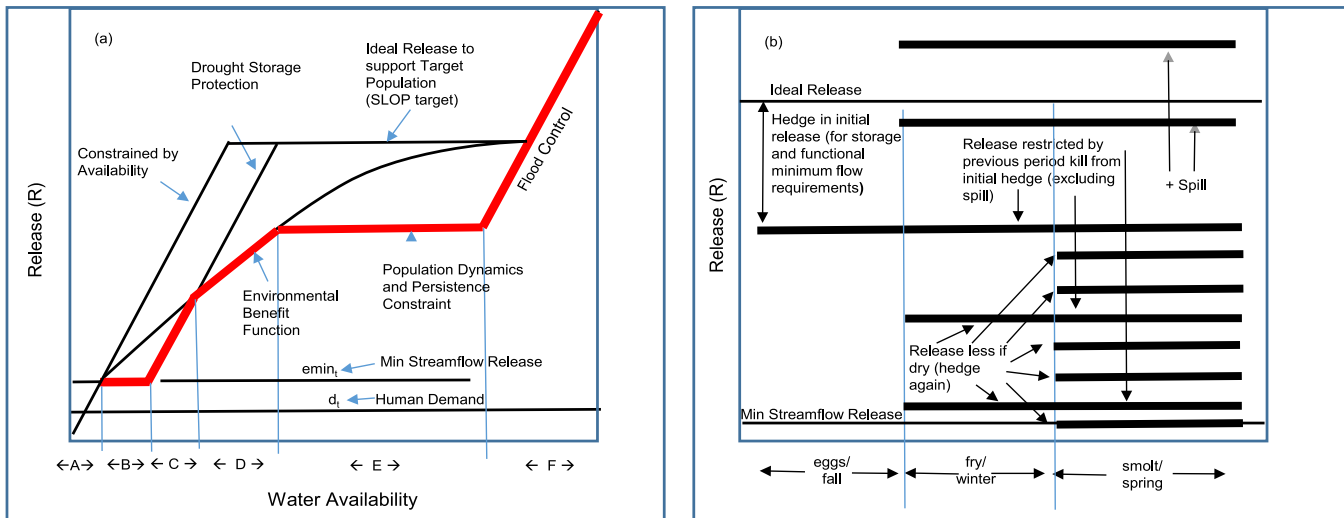 (a)
Ideal Release to
support Target
Population
(SLOP target)
Drought Storage
Protection
Constrained by
Availability
Flood Control
Release (R)
Population Dynamics
and Persistence
Constraint
Environmental
Benefit
Function
Min Streamflow Release
emint
dt
Human Demand
←A→
←B→
← C →
← D →
← E →
← F →
Water Availability
(b)
Ideal Release
Hedge in initial
release (for storage
and functional
minimum flow
requirements)
Release restricted by
previous period kill from
initial hedge (excluding
spill)
+ Spill
Release (R)
Release less if
dry (hedge
again)
Min Streamflow Release
eggs/
fall
fry/
winter
smolt/
spring